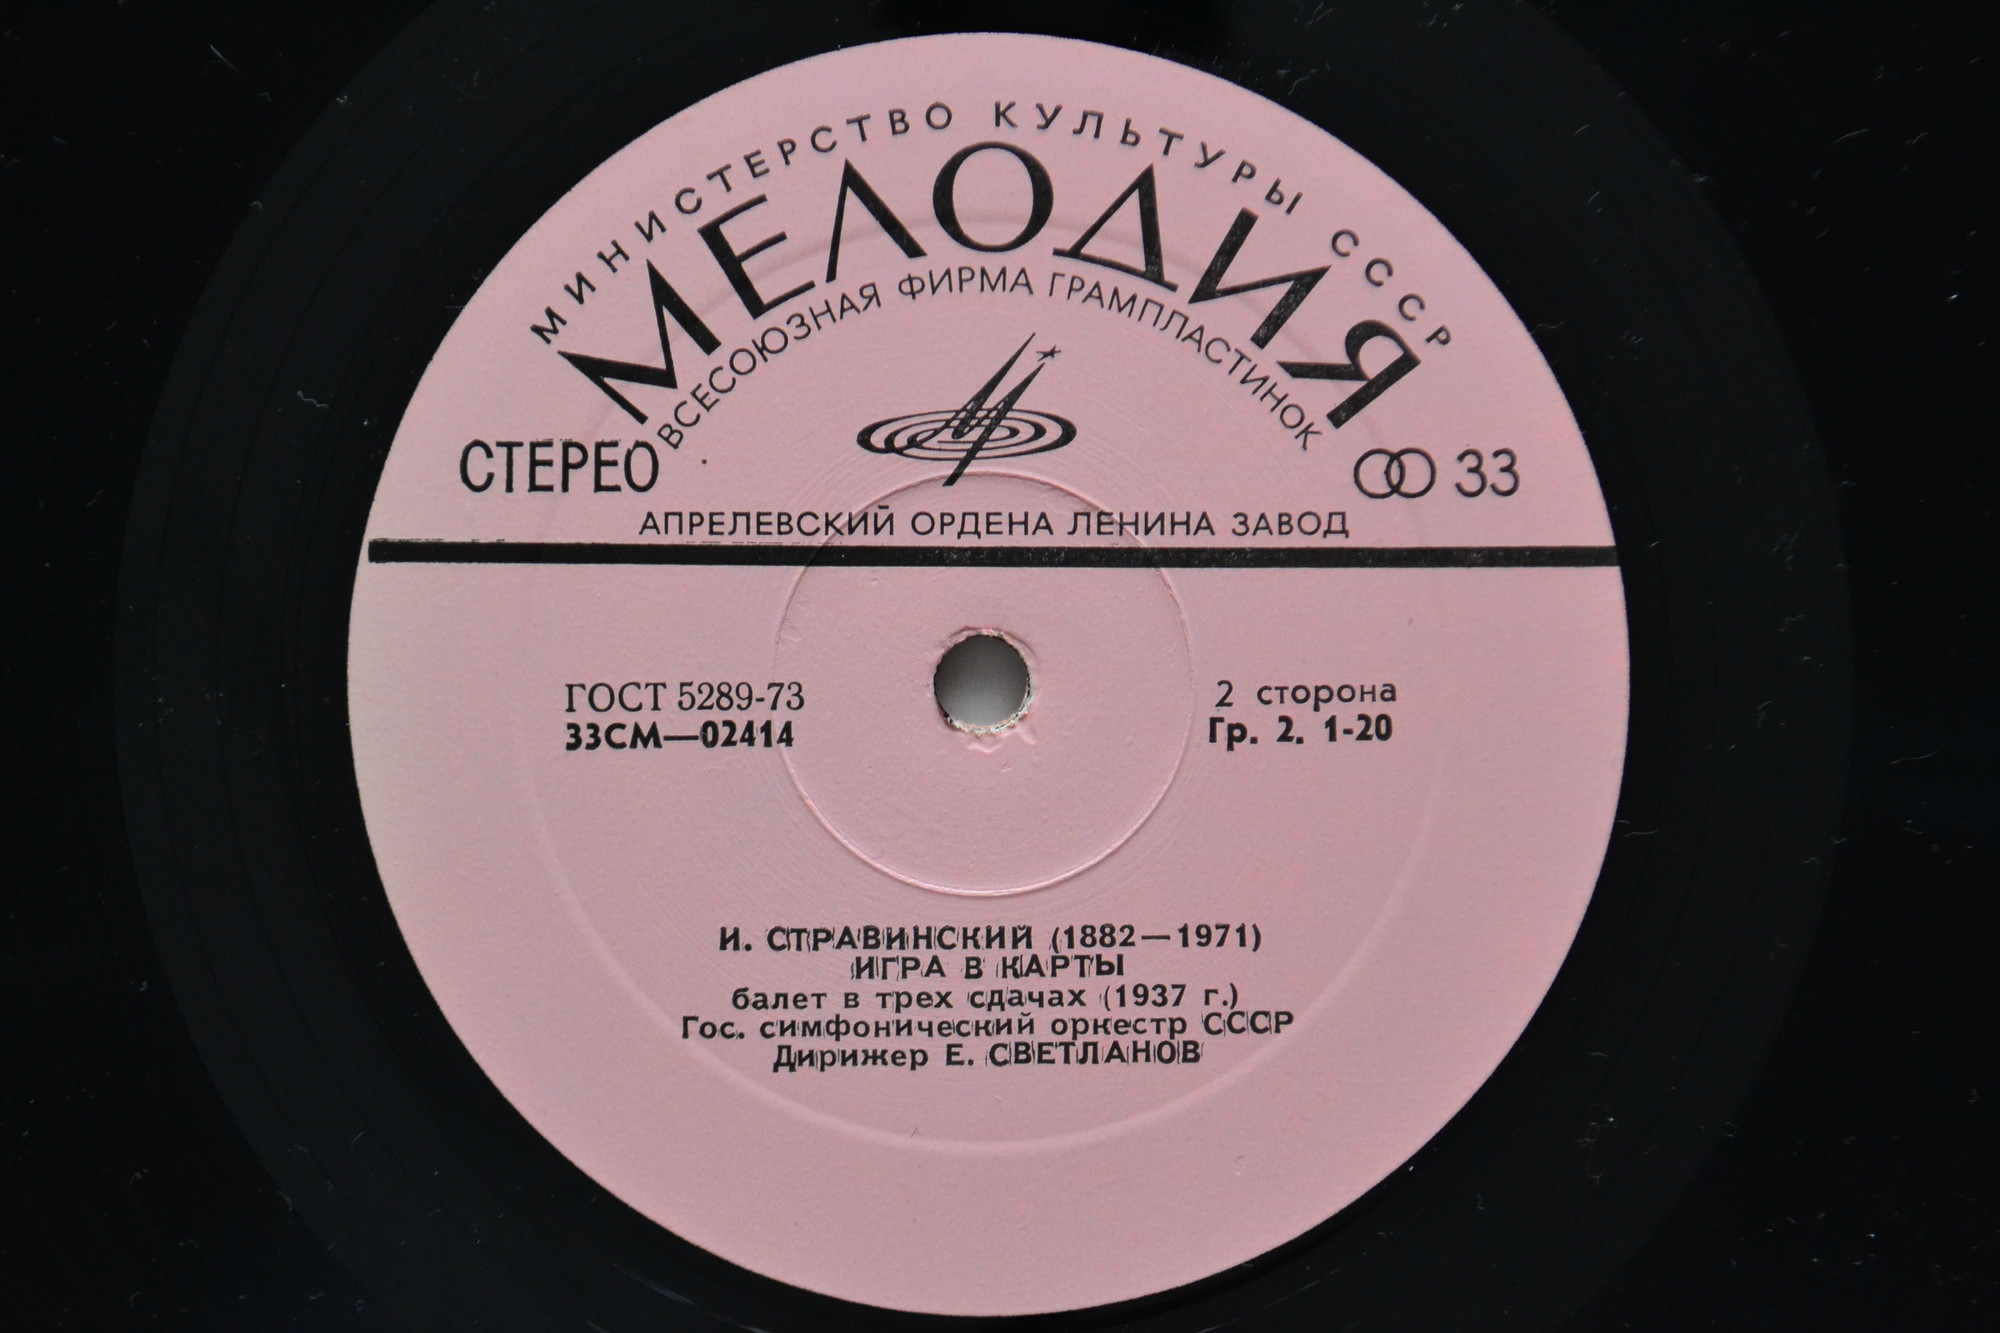 МИНИСТЕРСТВО КУЛЬТУРЫ СССР
МЕЛОДИЯ
ВСЕСОЮЗНАЯ ФИРМА ГРАМПЛАСТИНОК
СТЕРЕО
33
АПРЕЛЕВСКИЙ ОРДЕНА ЛЕНИНА ЗАВОД
ГОСТ 5289-73
33СМ—02414
2 сторона
Гр. 2. 1-20
И. СТРАВИНСКИЙ (1882—1971)
ИГРА В КАРТЫ
балет в трех сдачах (1937 г.)
Гос. симфонический оркестр СССР
Дирижер Е. СВЕТЛАНОВ